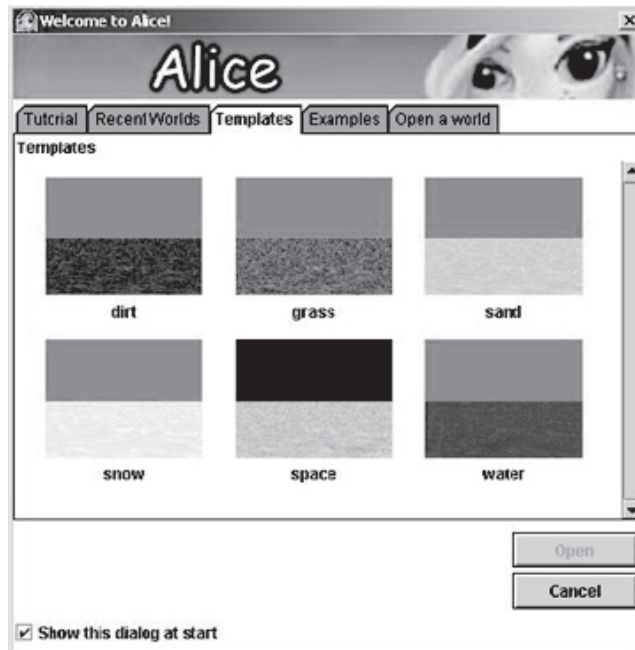 Welcome to Alice!
Alice
Tutorial Recent Worlds Templates Examples Open a world
Templates
dirt grass sand
snow space water
Open
Cancel
Show this dialog at start